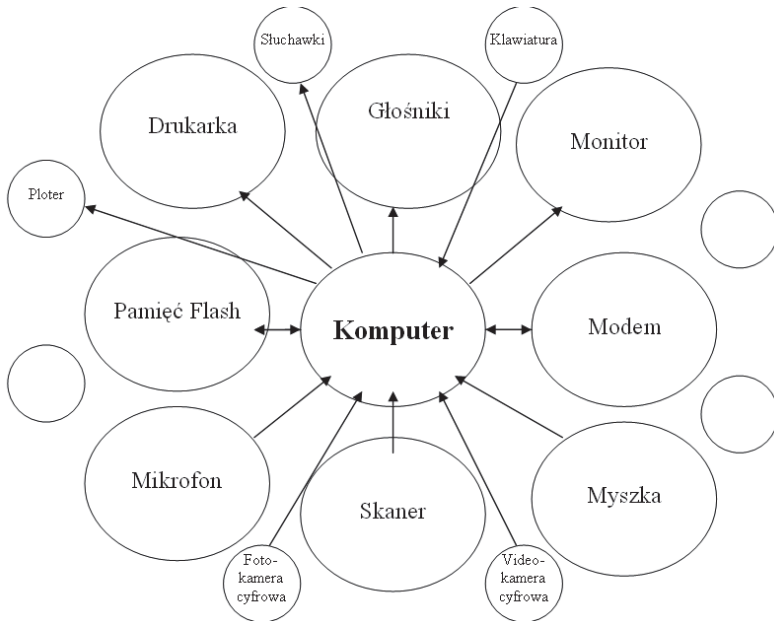 Słuchawki
Klawiatura
Drukarka
Głośniki
Monitor
Ploter
Pamięć Flash
Komputer
Modem
Mikrofon
Skaner
Myszka
Foto-
kamera
cyfrowa
Video-
kamera
cyfrowa